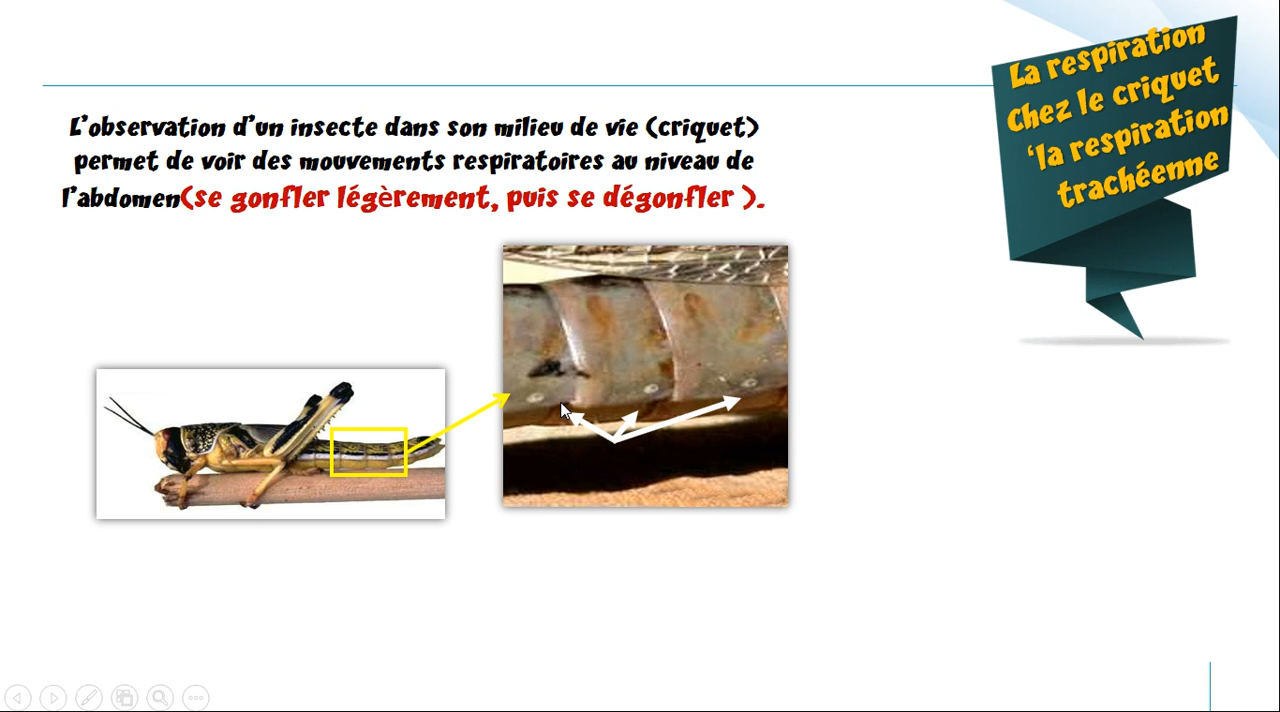 La respiration
Chez le criquet
‘la respiration
trachéenne
L’observation d’un insecte dans son milieu de vie (criquet)
permet de voir des mouvements respiratoires au niveau de
l’abdomen(se gonfler légèrement, puis se dégonfler ).